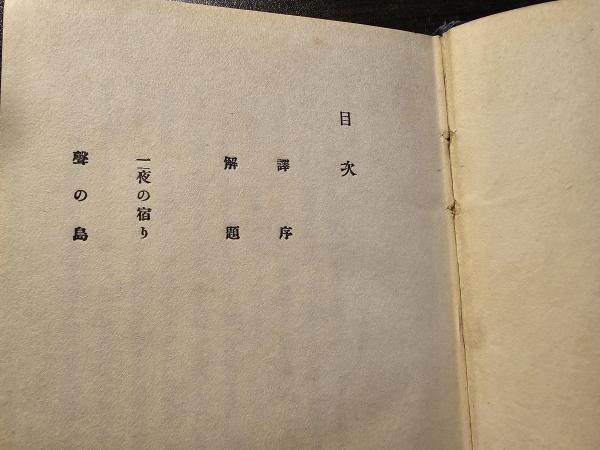 目次
譯序
解題
一夜の宿り
聲の島